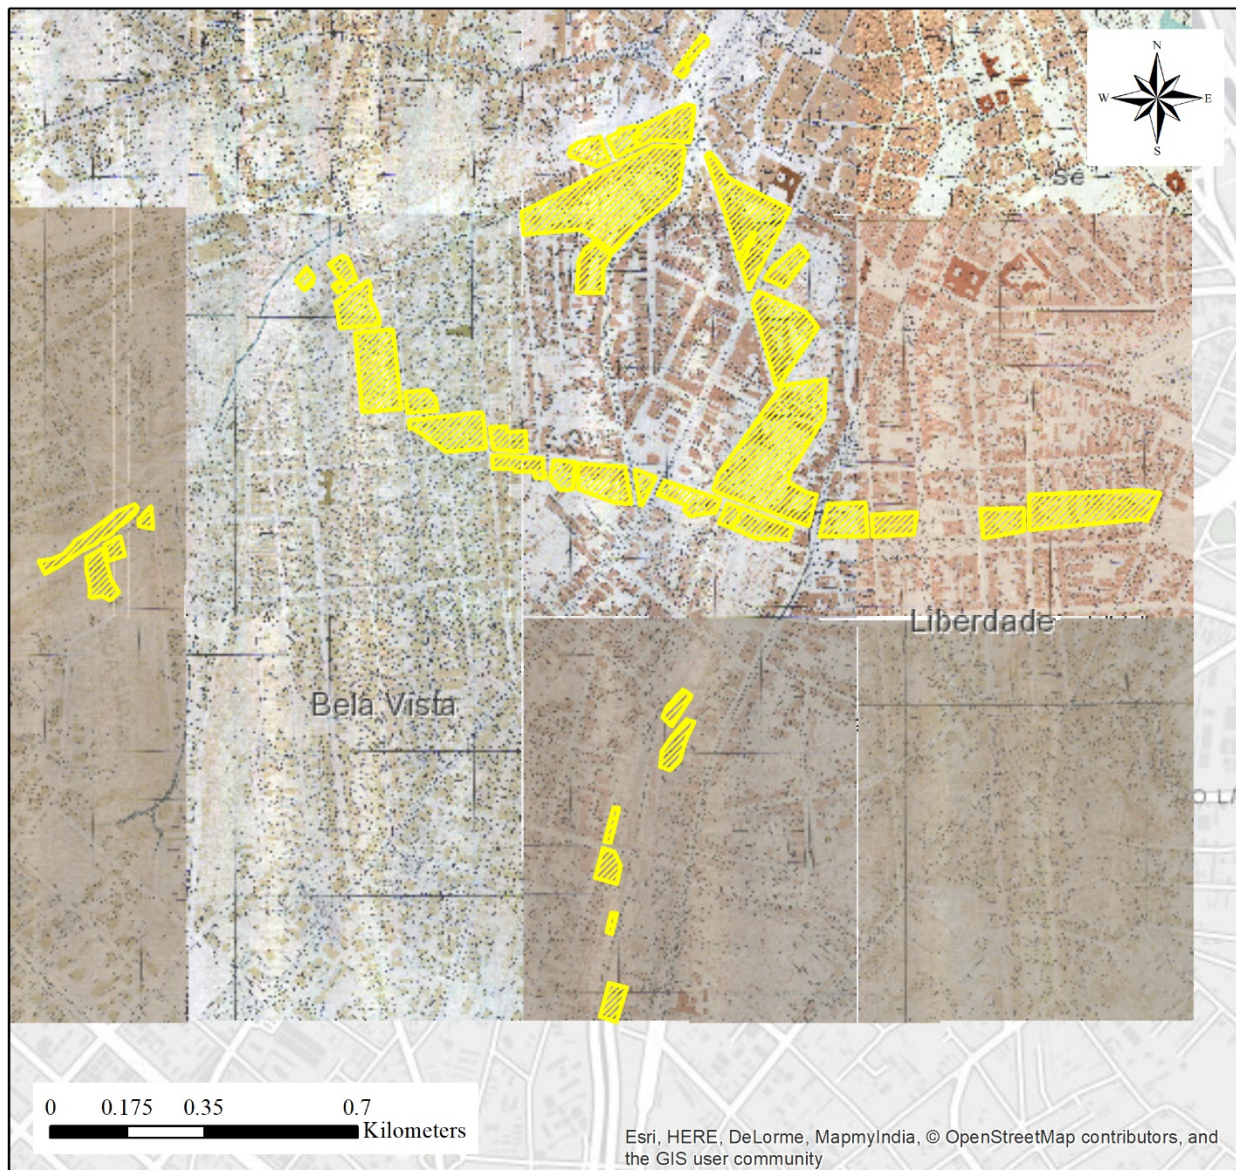 N
W E
S
Sé
Liberdade
Bela Vista
0 0.175 0.35 0.7
Kilometers
Esri, HERE, DeLorme, MapmyIndia, © OpenStreetMap contributors, and
the GIS user community